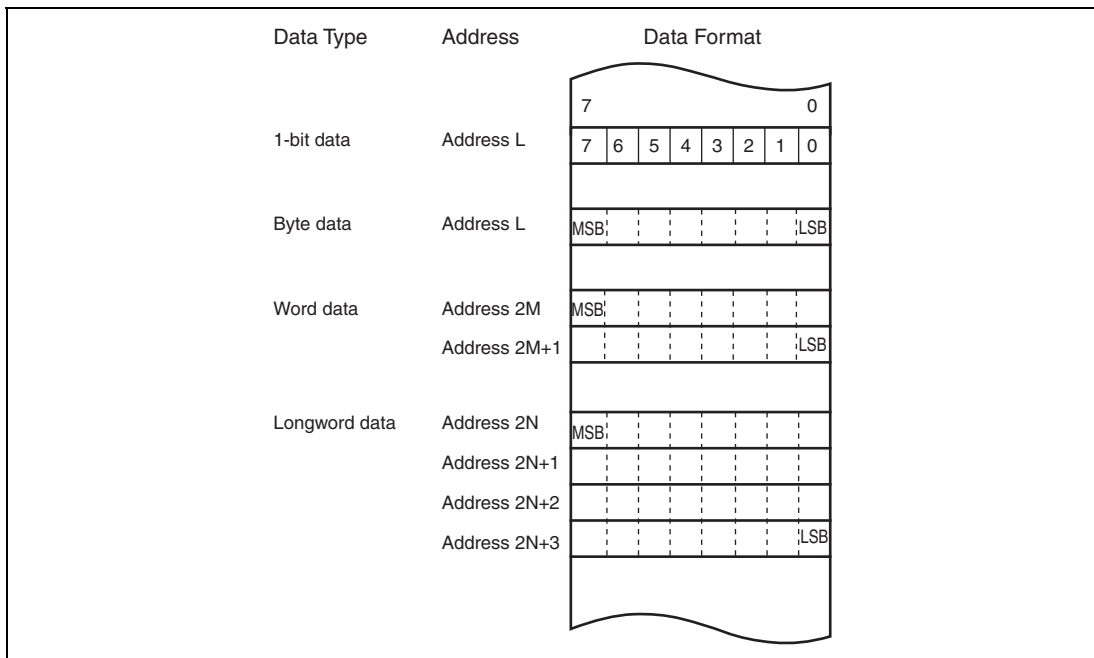 Data Type Address Data Format
7 0
1-bit data Address L 7 6 5 4 3 2 1 0
Byte data Address L MSB LSB
Word data Address 2M MSB
Address 2M+1 LSB
Longword data Address 2N MSB
Address 2N+1
Address 2N+2
Address 2N+3 LSB